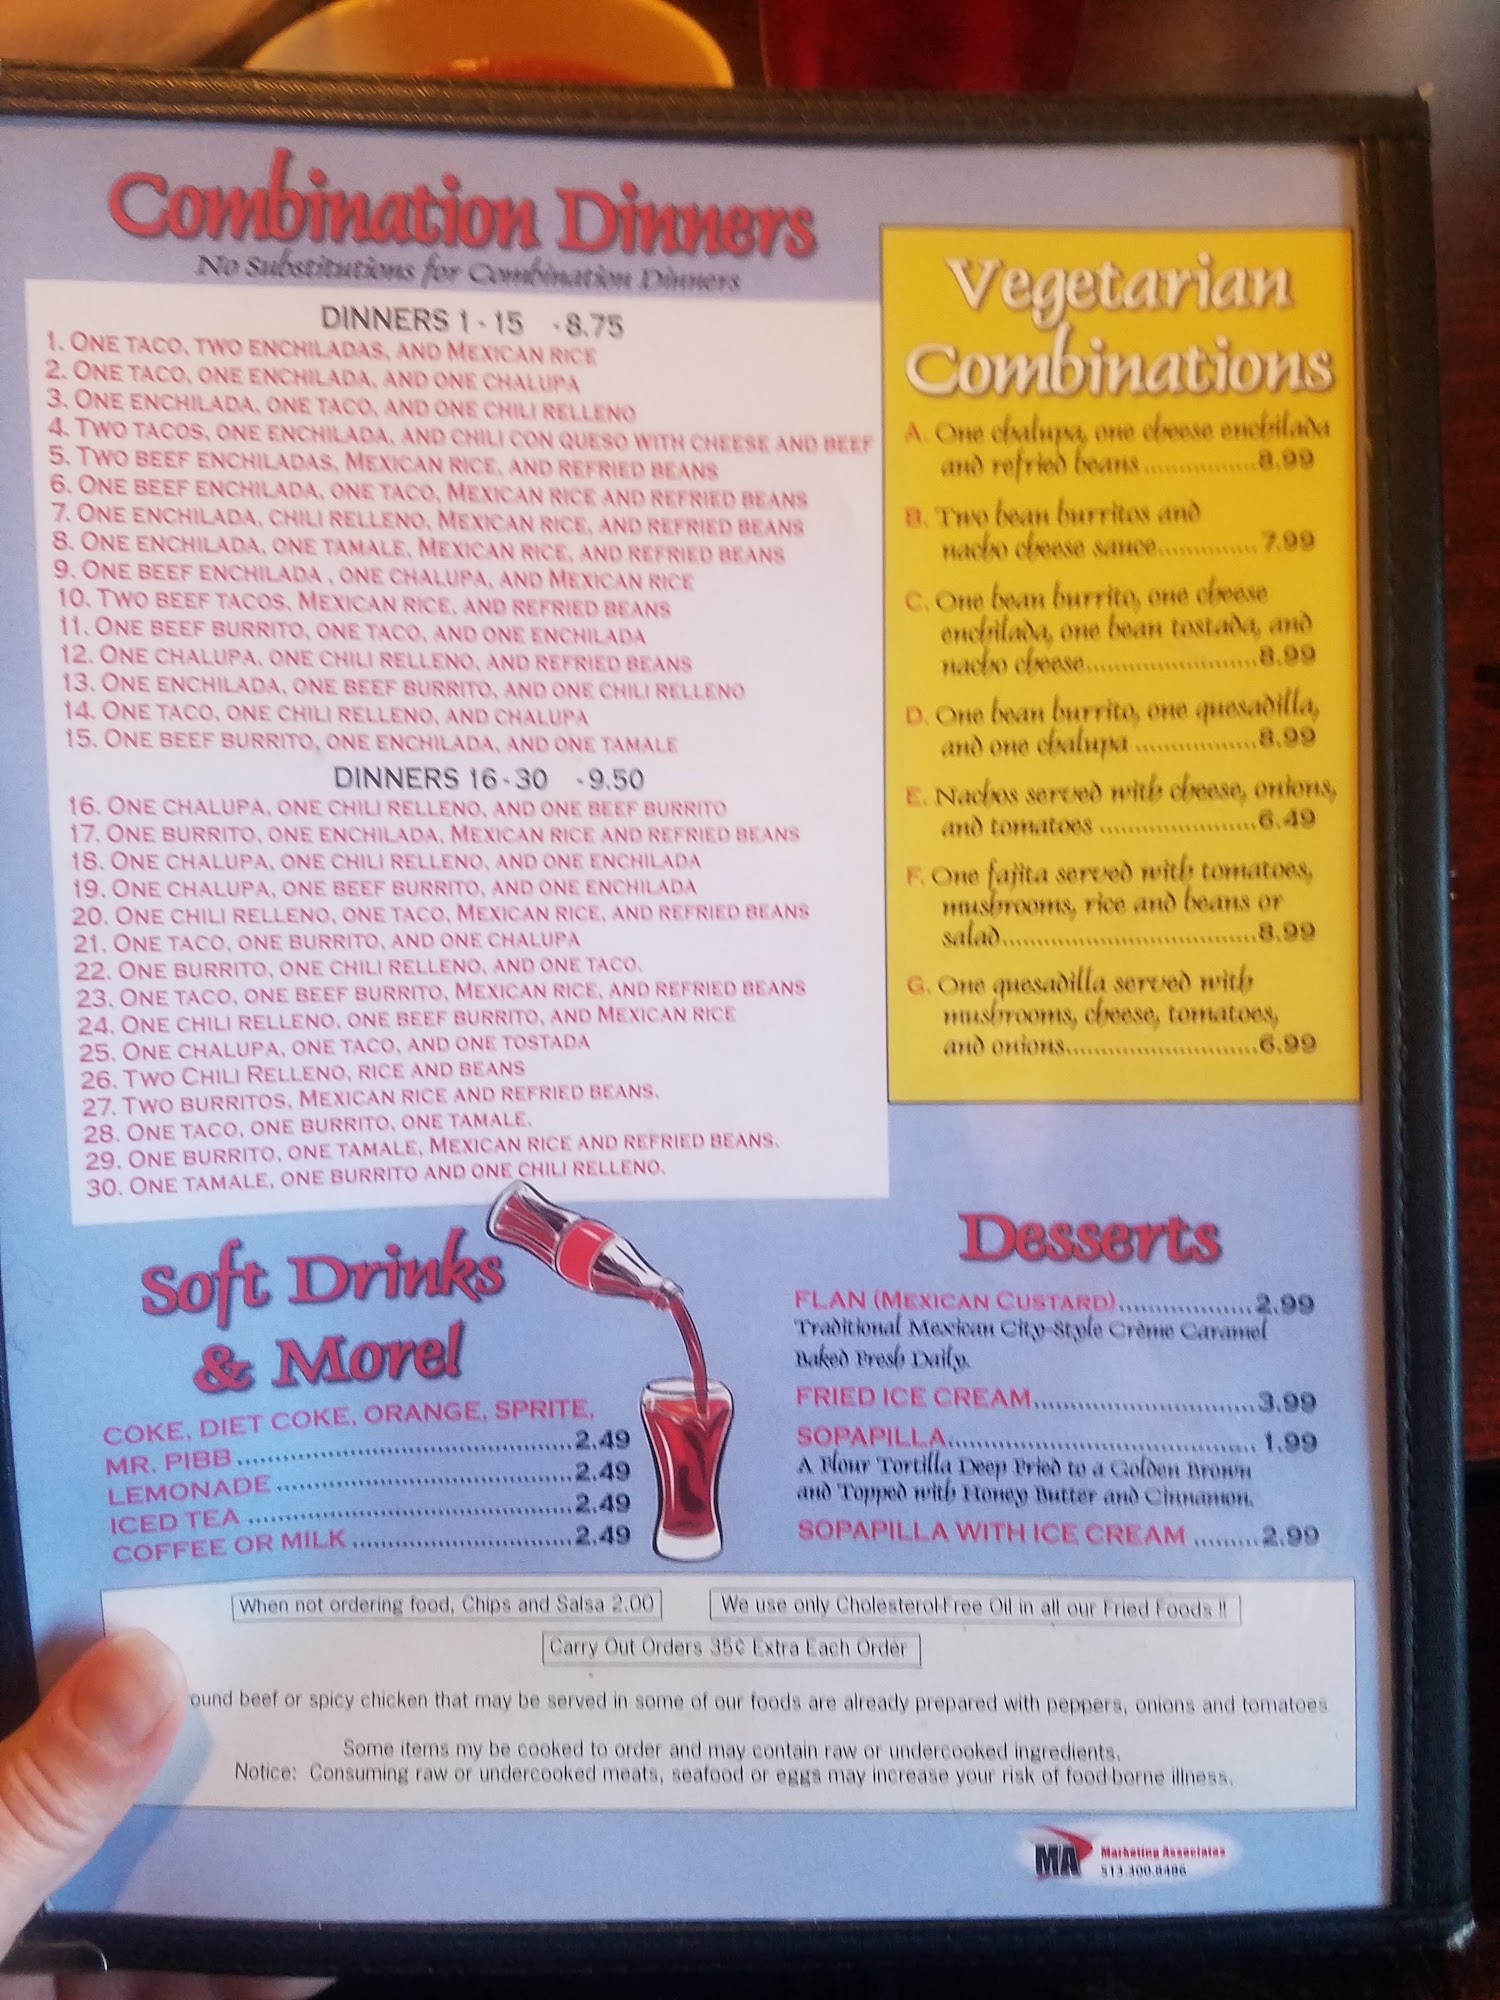 Combination Dinners
No Substitutions for Combination Dinners
DINNERS 1 - 15 - 8.75
1. ONE TACO, TWO ENCHILADAS, AND MEXICAN RICE
2. ONE TACO, ONE ENCHILADA, AND ONE CHALUPA
3. ONE ENCHILADA, ONE TACO, AND ONE CHILI RELLENO
4. TWO TACOS, ONE ENCHILADA, AND CHILI CON QUESO WITH CHEESE AND BEEF
5. TWO BEEF ENCHILADAS, MEXICAN RICE, AND REFRIED BEANS
6. ONE BEEF ENCHILADA, ONE TACO, MEXICAN RICE AND REFRIED BEANS
7. ONE ENCHILADA, CHILI RELLENO, MEXICAN RICE, AND REFRIED BEANS
8. ONE ENCHILADA, ONE TAMALE, MEXICAN RICE, AND REFRIED BEANS
9. ONE BEEF ENCHILADA , ONE CHALUPA, AND MEXICAN RICE
10. TWO BEEF TACOS, MEXICAN RICE, AND REFRIED BEANS
11. ONE BEEF BURRITO, ONE TACO, AND ONE ENCHILADA
12. ONE CHALUPA, ONE CHILI RELLENO, AND REFRIED BEANS
13. ONE ENCHILADA, ONE BEEF BURRITO, AND ONE CHILI RELLENO
14. ONE TACO, ONE CHILI RELLENO, AND CHALUPA
15. ONE BEEF BURRITO, ONE ENCHILADA, AND ONE TAMALE
DINNERS 16 - 30 - 9.50
16. ONE CHALUPA, ONE CHILI RELLENO, AND ONE BEEF BURRITO
17. ONE BURRITO, ONE ENCHILADA, MEXICAN RICE AND REFRIED BEANS
18. ONE CHALUPA, ONE CHILI RELLENO, AND ONE ENCHILADA
19. ONE CHALUPA, ONE BEEF BURRITO, AND ONE ENCHILADA
20. ONE CHILI RELLENO, ONE TACO, MEXICAN RICE, AND REFRIED BEANS
21. ONE TACO, ONE BURRITO, AND ONE CHALUPA
22. ONE BURRITO, ONE CHILI RELLENO, AND ONE TACO.
23. ONE TACO, ONE BEEF BURRITO, MEXICAN RICE, AND REFRIED BEANS
24. ONE CHILI RELLENO, ONE BEEF BURRITO, AND MEXICAN RICE
25. ONE CHALUPA, ONE TACO, AND ONE TOSTADA
26. TWO CHILI RELLENO, RICE AND BEANS
27. TWO BURRITOS, MEXICAN RICE AND REFRIED BEANS.
28. ONE TACO, ONE BURRITO, ONE TAMALE.
29. ONE BURRITO, ONE TAMALE, MEXICAN RICE AND REFRIED BEANS.
30. ONE TAMALE, ONE BURRITO AND ONE CHILI RELLENO.
Vegetarian
Combinations
A. One chalupa, one cheese enchilada
and refried beans.................8.99
B. Two bean burritos and
nacho cheese sauce...............7.99
C. One bean burrito, one cheese
enchilada, one bean tostada, and
nacho cheese..........................8.99
D. One bean burrito, one quesadilla,
and one chalupa ..................8.99
E. Nachos served with cheese, onions,
and tomatoes ........................6.49
F. One fajita served with tomatoes,
mushrooms, rice and beans or
salad.......................................8.99
G. One quesadilla served with
mushrooms, cheese, tomatoes,
and onions.............................6.99
Soft Drinks
& More!
COKE, DIET COKE, ORANGE, SPRITE,
MR. PIBB ....................................2.49
LEMONADE ................................2.49
ICED TEA ...................................2.49
COFFEE OR MILK ........................2.49
Desserts
FLAN (MEXICAN CUSTARD)...................2.99
Traditional Mexican City-Style Crème Caramel
Baked Fresh Daily.
FRIED ICE CREAM..............................3.99
SOPAPILLA......................................... 1.99
A Flour Tortilla Deep Fried to a Golden Brown
and Topped with Honey Butter and Cinnamon.
SOPAPILLA WITH ICE CREAM .........2.99
When not ordering food, Chips and Salsa 2.00
We use only Cholesterol-Free Oil in all our Fried Foods !!
Carry Out Orders 35¢ Extra Each Order
ound beef or spicy chicken that may be served in some of our foods are already prepared with peppers, onions and tomatoes
Some items my be cooked to order and may contain raw or undercooked ingredients.
Notice: Consuming raw or undercooked meats, seafood or eggs may increase your risk of food-borne illness.
MA
Marketing Associates
513.300.8486